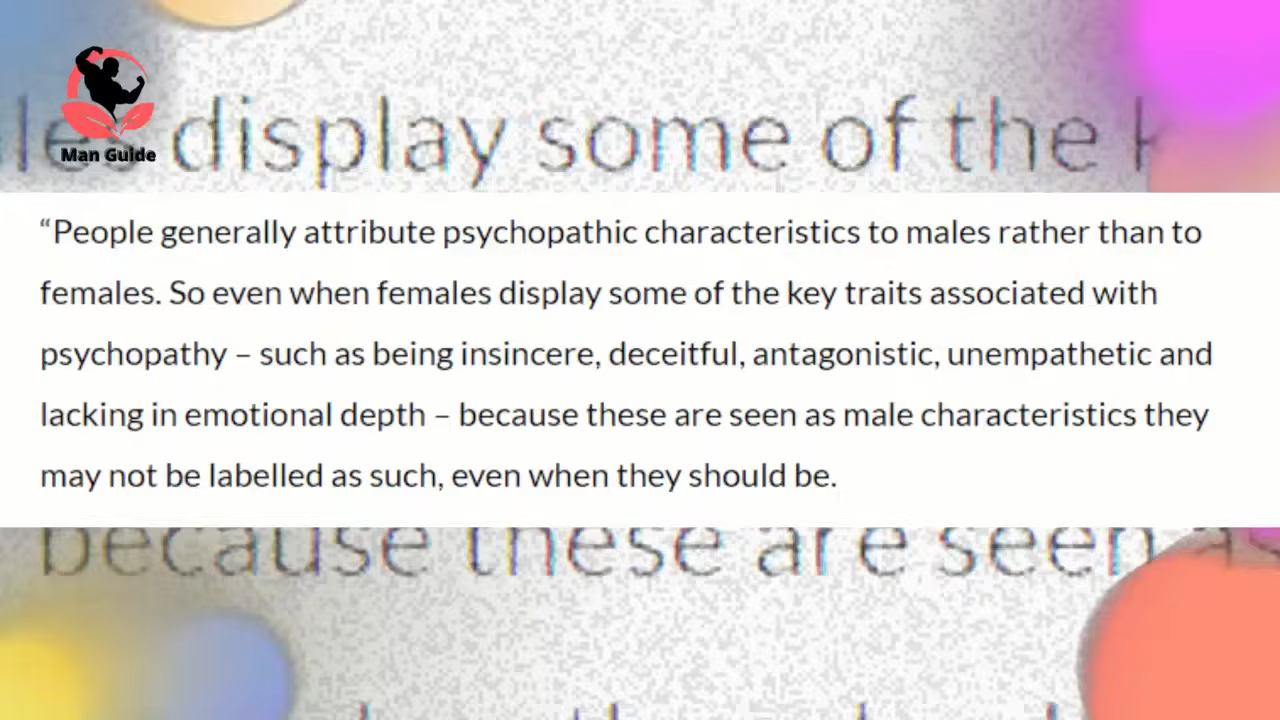 les display some of the k
Man Guide
“People generally attribute psychopathic characteristics to males rather than to
females. So even when females display some of the key traits associated with
psychopathy – such as being insincere, deceitful, antagonistic, unempathetic and
lacking in emotional depth – because these are seen as male characteristics they
may not be labelled as such, even when they should be.
because these are seen as